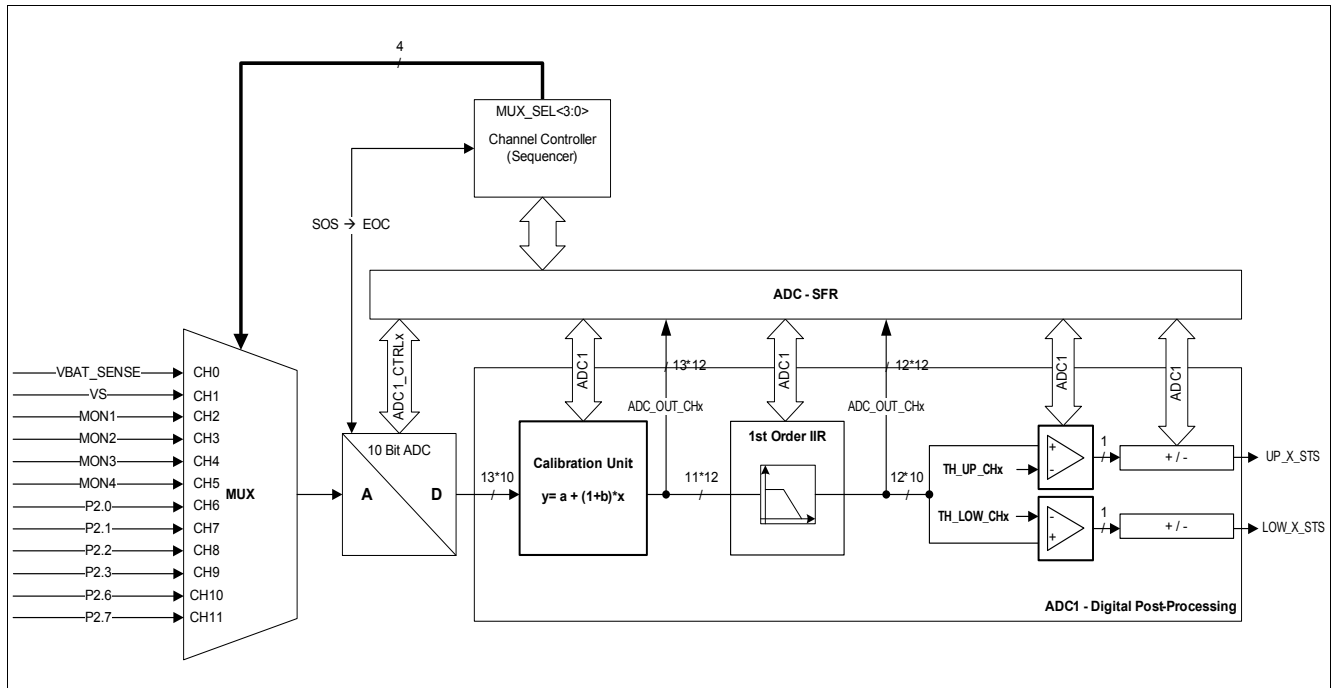 4
MUX_SEL<3:0>
Channel Controller
(Sequencer)
SOS → EOC
ADC - SFR
ADC1_CTRLx
ADC1
13*12
ADC1
12*12
ADC1
ADC1
ADC_OUT_CHx
ADC_OUT_CHx
VBAT_SENSE CH0
VS CH1
MON1 CH2
MON2 CH3
MON3 CH4
MON4 CH5
P2.0 CH6
P2.1 CH7
P2.2 CH8
P2.3 CH9
P2.6 CH10
P2.7 CH11
MUX
10 Bit ADC
A
D
13*10
Calibration Unit
y= a + (1+b)*x
11*12
1st Order IIR
12*10
TH_UP_CHx
+
-
1
+ / -
UP_X_STS
TH_LOW_CHx
-
+
1
+ / -
LOW_X_STS
ADC1 - Digital Post-Processing